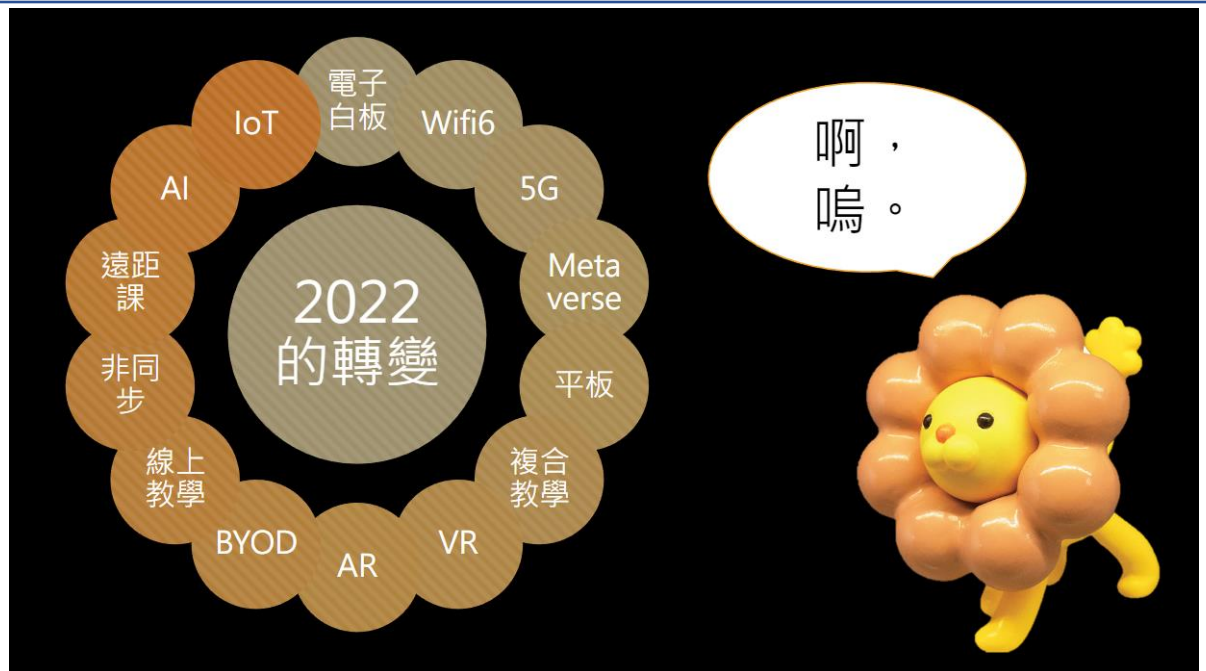 2022
的轉變
電子
白板
Wifi6
5G
Meta
verse
平板
複合
教學
VR
AR
BYOD
線上
教學
非同
步
遠距
課
AI
IoT
啊，
嗚。